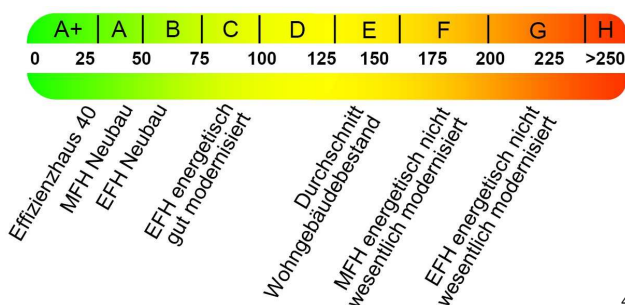 A+ A B C D E F G H
0 25 50 75 100 125 150 175 200 225 >250
Effizienzhaus 40
MFH Neubau
EFH Neubau
EFH energetisch
gut modernisiert
Durchschnitt
Wohngebäudebestand
MFH energetisch nicht
wesentlich modernisiert
EFH energetisch nicht
wesentlich modernisiert